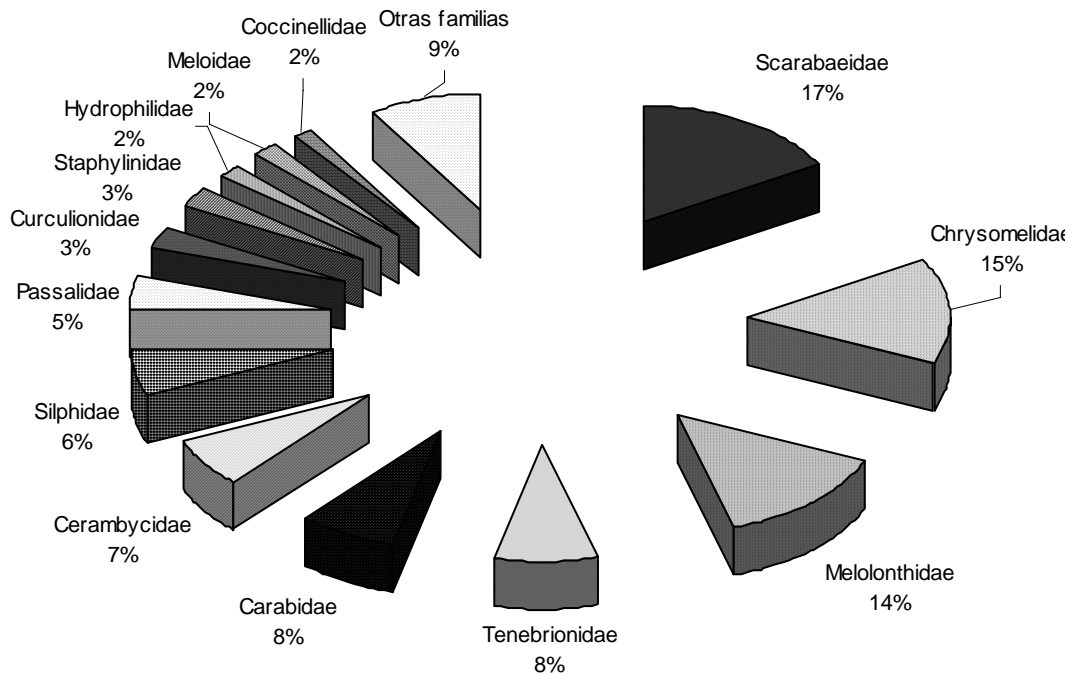 Otras familias
9%
Scarabaeidae
17%
Chrysomelidae
15%
Melolonthidae
14%
Tenebrionidae
8%
Carabidae
8%
Cerambycidae
7%
Silphidae
6%
Passalidae
5%
Curculionidae
3%
Staphylinidae
3%
Hydrophilidae
2%
Meloidae
2%
Coccinellidae
2%